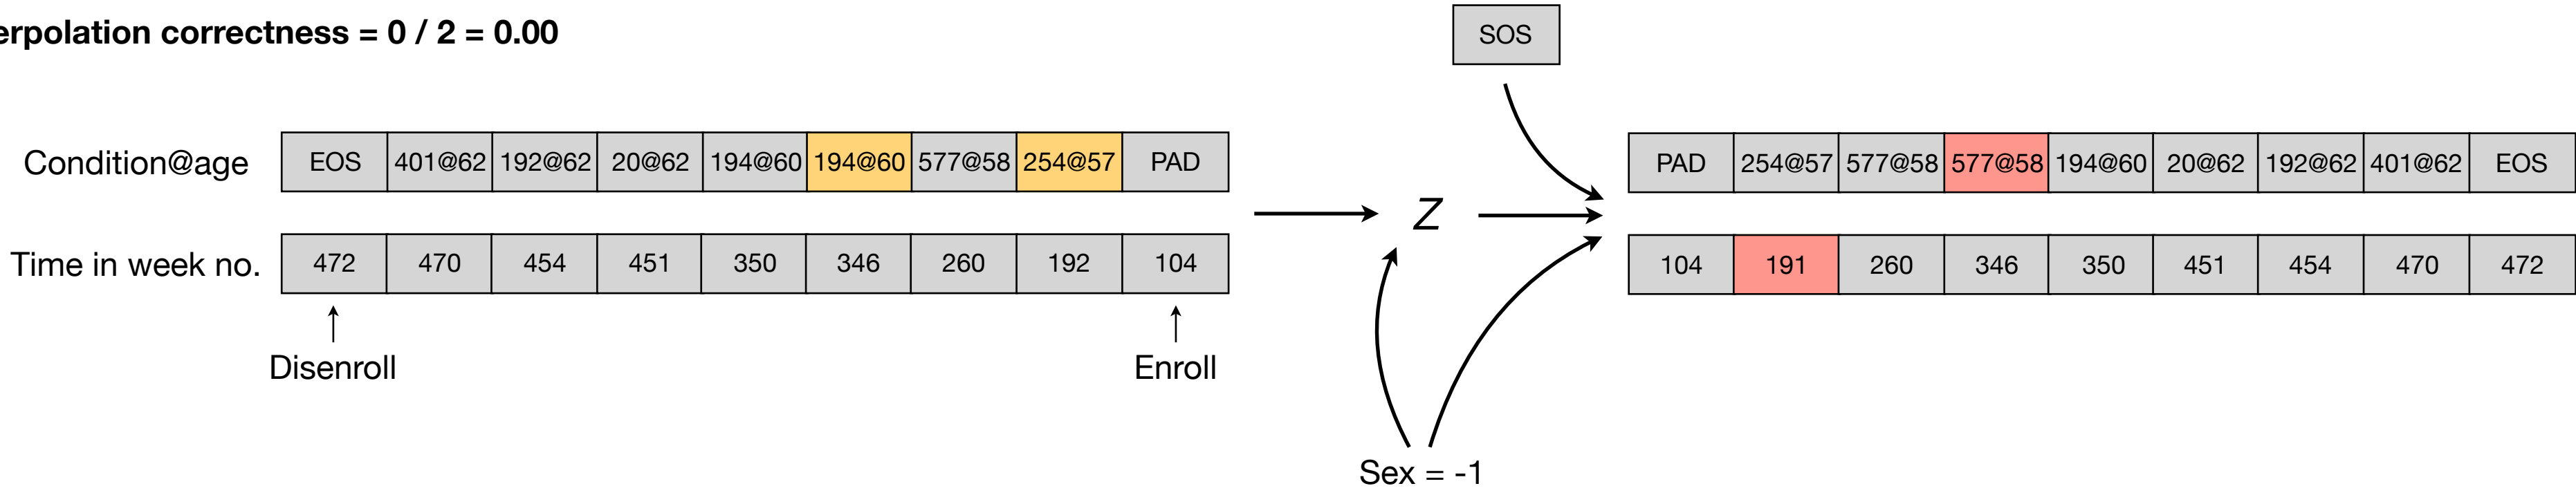 erpolation correctness = 0 / 2 = 0.00
SOS
Condition@age EOS 401@62 192@62 20@62 194@60 194@60 577@58 254@57 PAD
PAD 254@57 577@58 577@58 194@60 20@62 192@62 401@62 EOS
Z
Time in week no. 472 470 454 451 350 346 260 192 104
104 191 260 346 350 451 454 470 472
Disenroll Enroll
Sex = -1